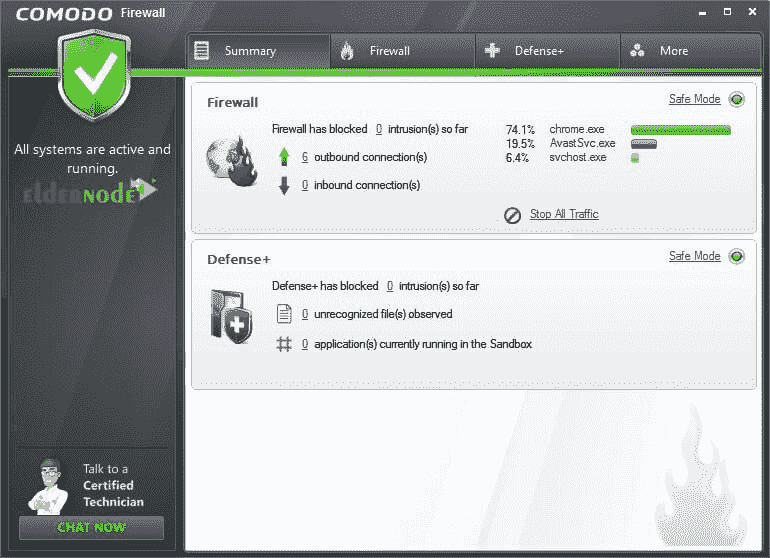 COMODO Firewall
Summary
Firewall
Defense+
More
All systems are active and
running.
eldeRNODE
Talk to a
Certified
Technician
CHAT NOW
Firewall
Safe Mode
Firewall has blocked 0 intrusion(s) so far
6 outbound connection(s)
0 inbound connection(s)
74.1% chrome.exe
19.5% AvastSvc.exe
6.4% svchost.exe
Stop All Traffic
Defense+
Safe Mode
Defense+ has blocked 0 intrusion(s) so far
0 unrecognized file(s) observed
0 application(s) currently running in the Sandbox